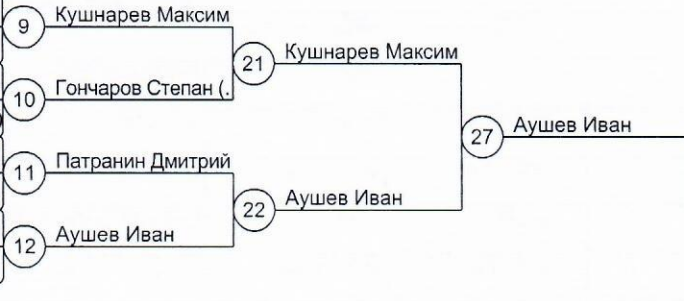 9 Кушнарев Максим
21 Кушнарев Максим
10 Гончаров Степан (.
27 Аушев Иван
11 Патранин Дмитрий
22 Аушев Иван
12 Аушев Иван